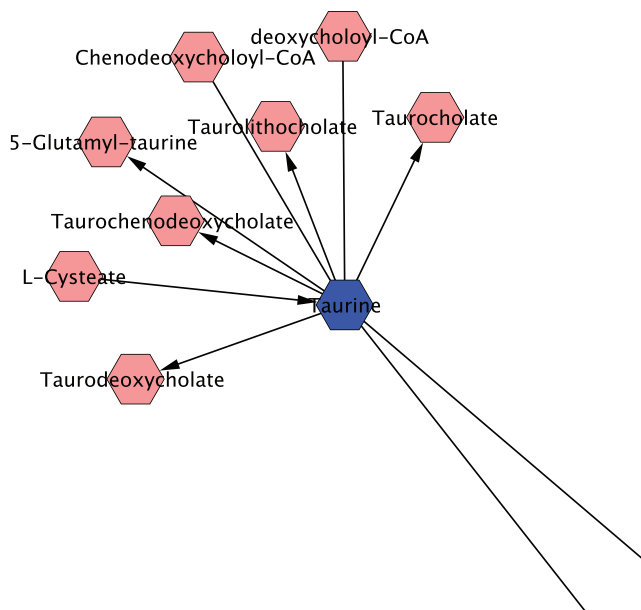 deoxycholoyl-CoA
Chenodeoxycholoyl-CoA
Taurocholate
Taurolithocholate
5-Glutamyl-taurine
Taurochenodeoxycholate
L-Cysteate
Taurine
Taurodeoxycholate